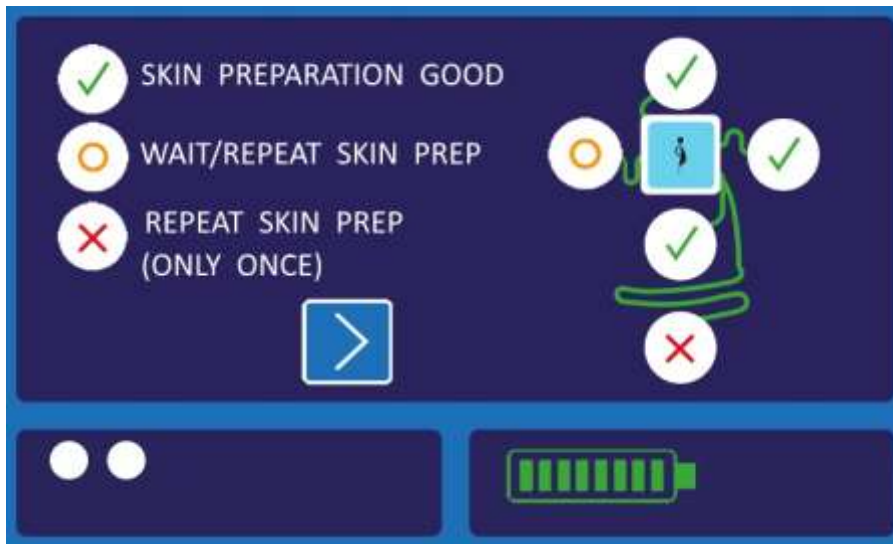 SKIN PREPARATION GOOD
WAIT/REPEAT SKIN PREP
REPEAT SKIN PREP
(ONLY ONCE)